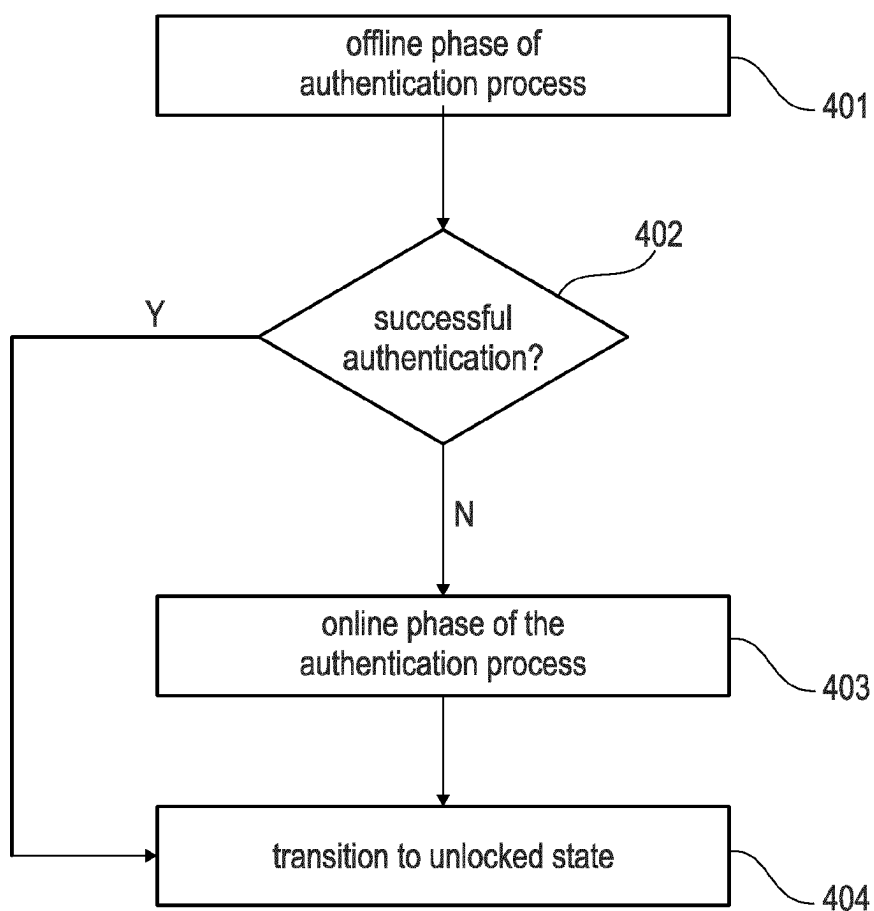 offline phase of
authentication process
401
402
successful
authentication?
Y
N
online phase of the
authentication process
403
transition to unlocked state
404